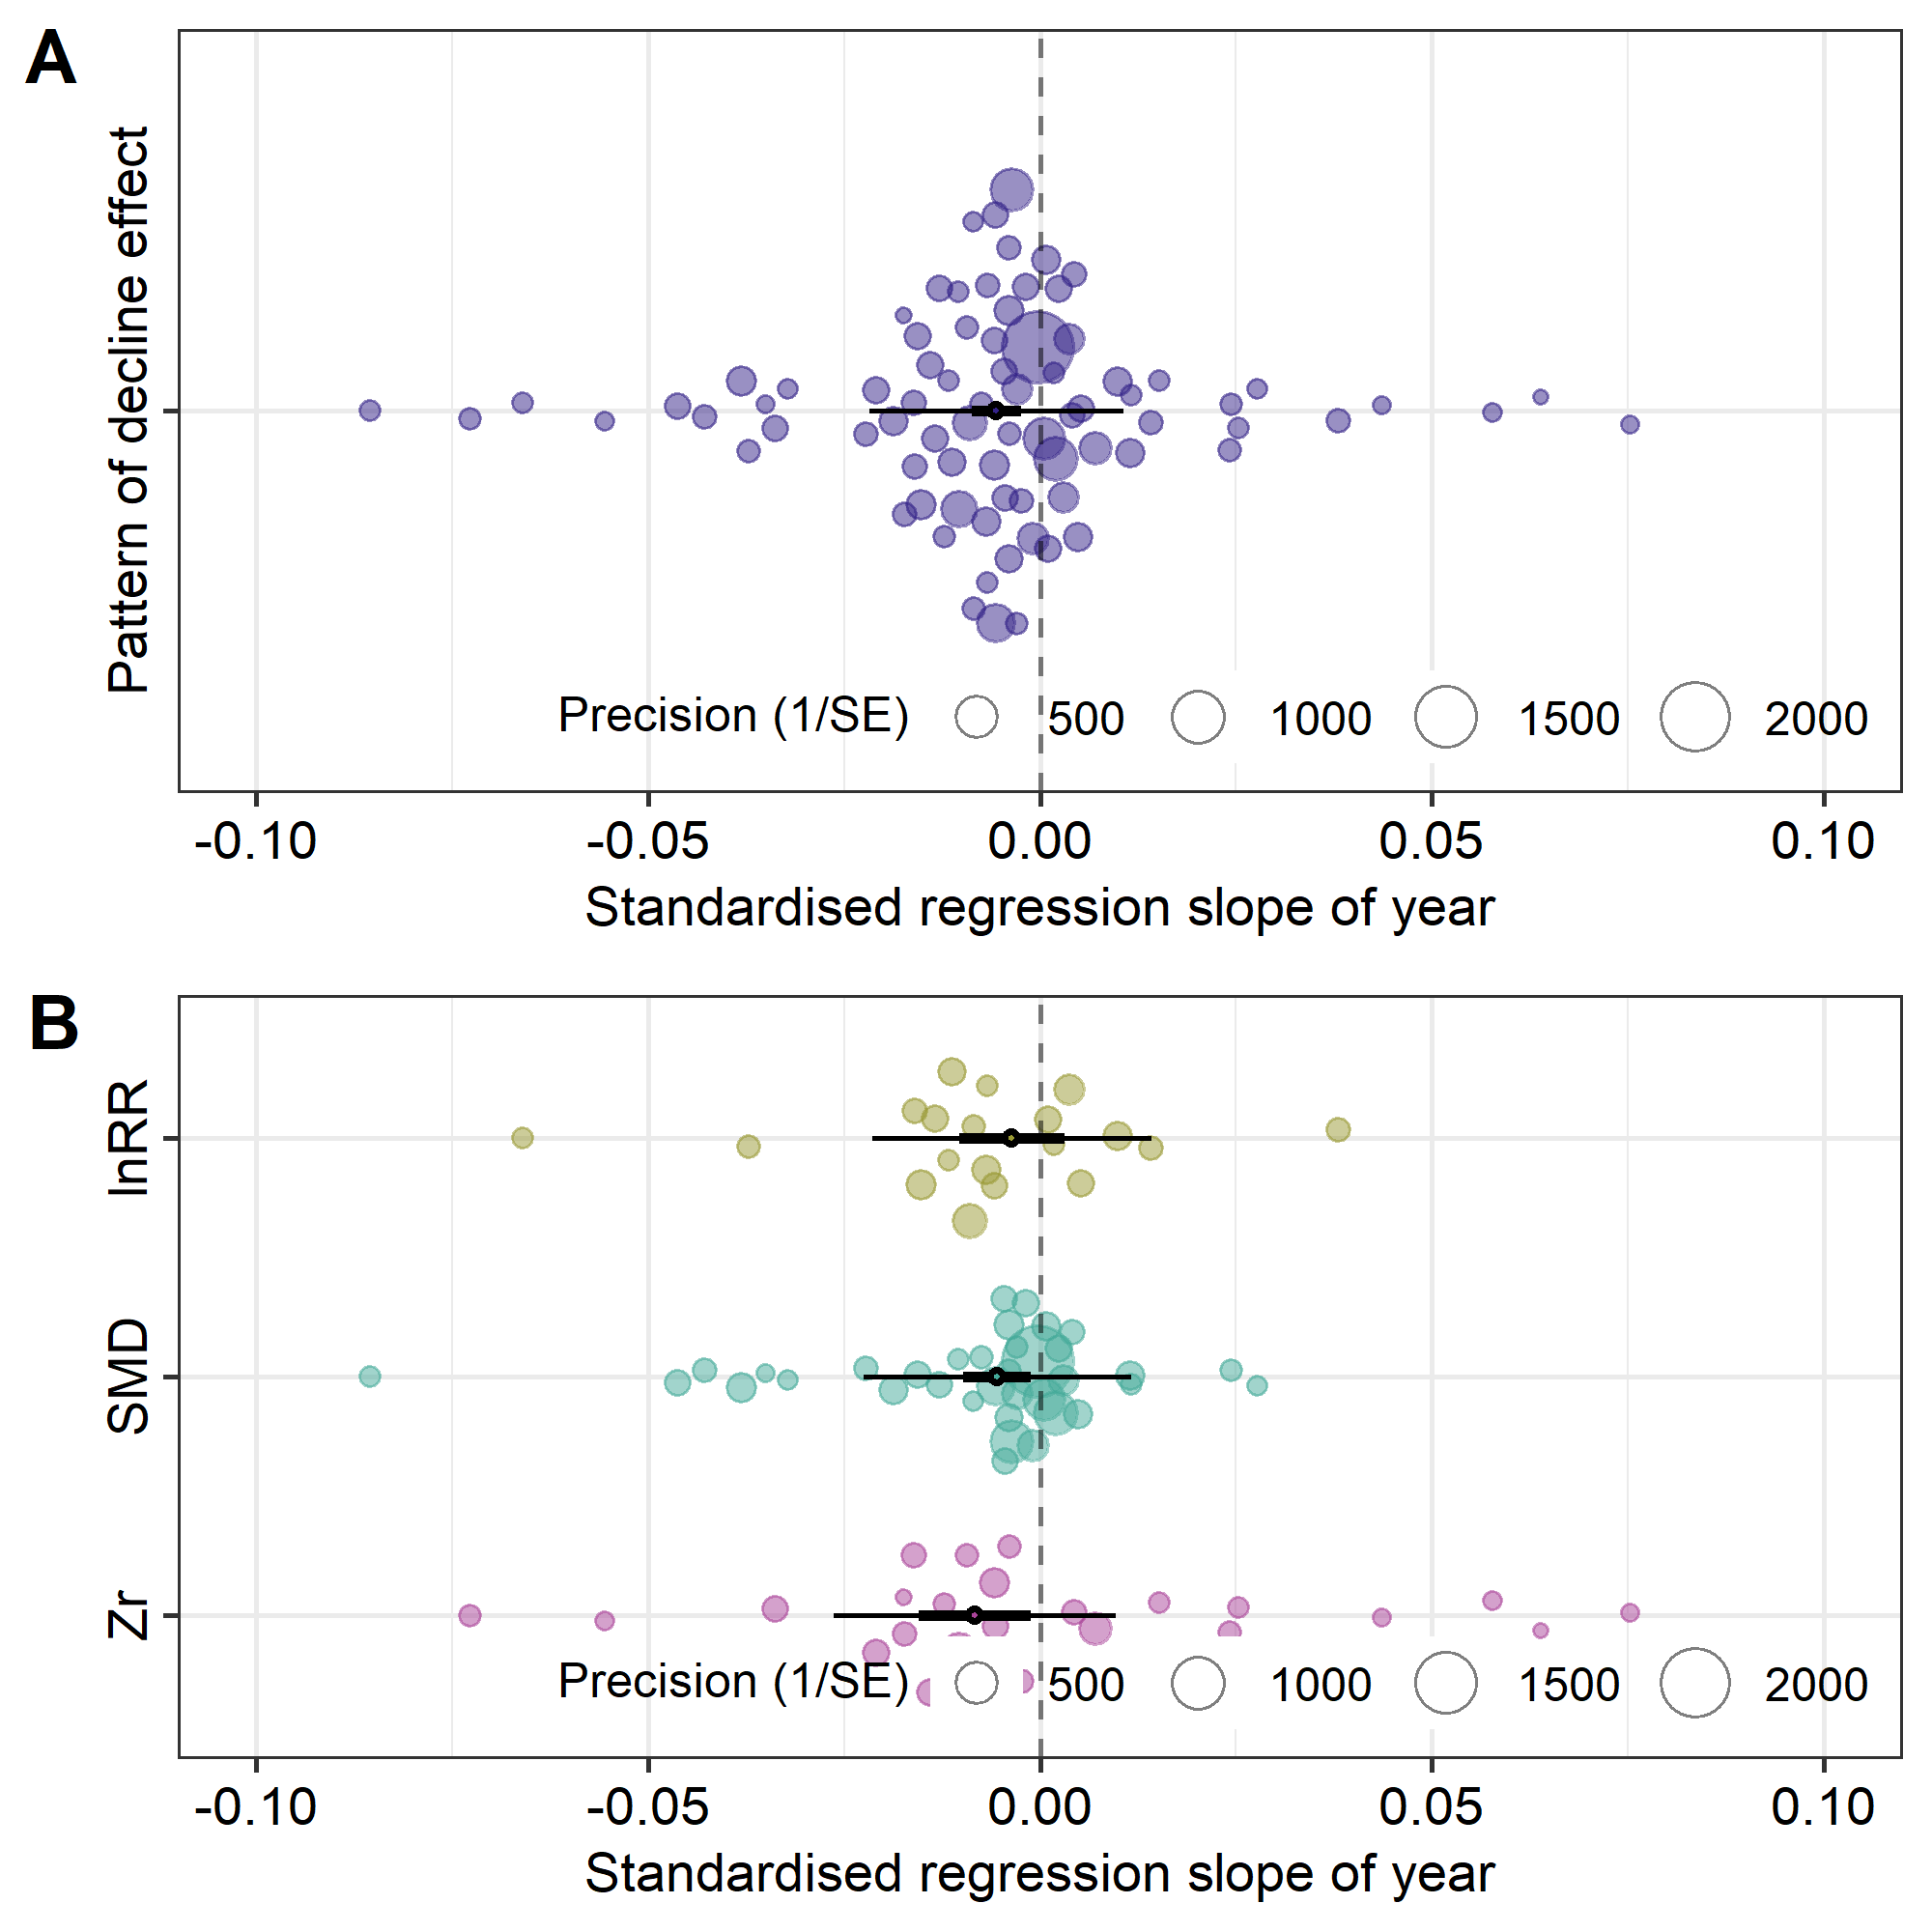 A
Pattern of decline effect
Precision (1/SE) 500 1000 1500 2000
-0.10 -0.05 0.00 0.05 0.10
Standardised regression slope of year
B
lnRR
SMD
Zr
Precision (1/SE) 500 1000 1500 2000
-0.10 -0.05 0.00 0.05 0.10
Standardised regression slope of year